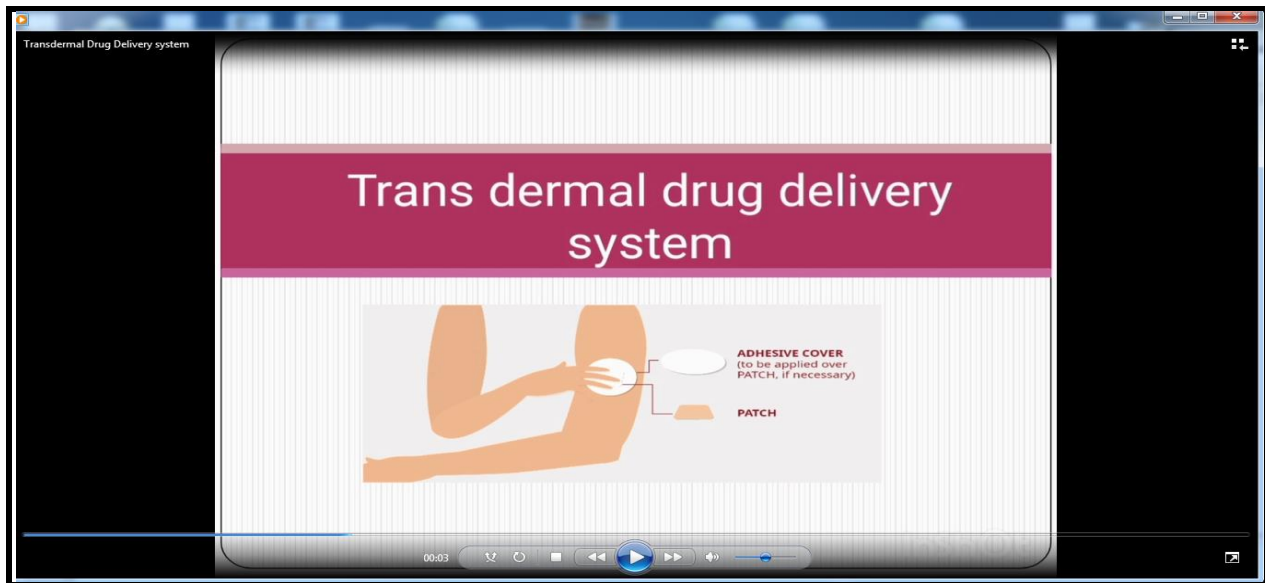 Transdermal Drug Delivery system
Trans dermal drug delivery
system
ADHESIVE COVER
(to be applied over
PATCH, if necessary)
PATCH
00:03